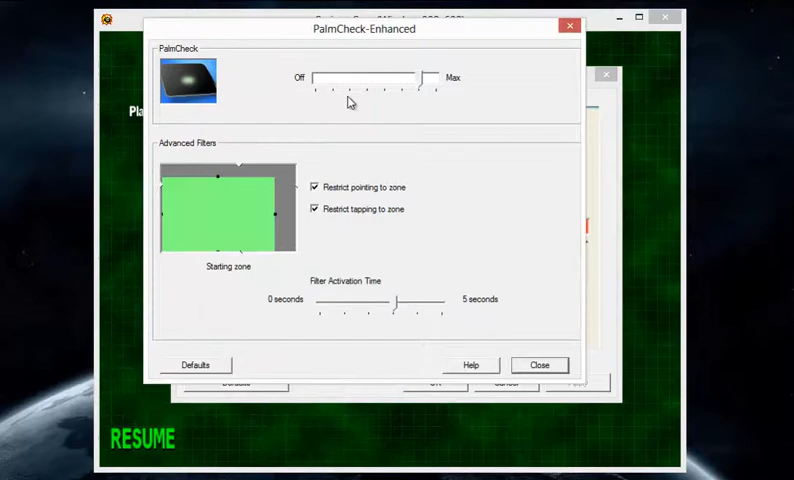 PalmCheck-Enhanced
PalmCheck
Off
Max
Pla
Advanced Filters
Restrict pointing to zone
Restrict tapping to zone
Starting zone
Filter Activation Time
0 seconds
5 seconds
Defaults
Help
Close
RESUME